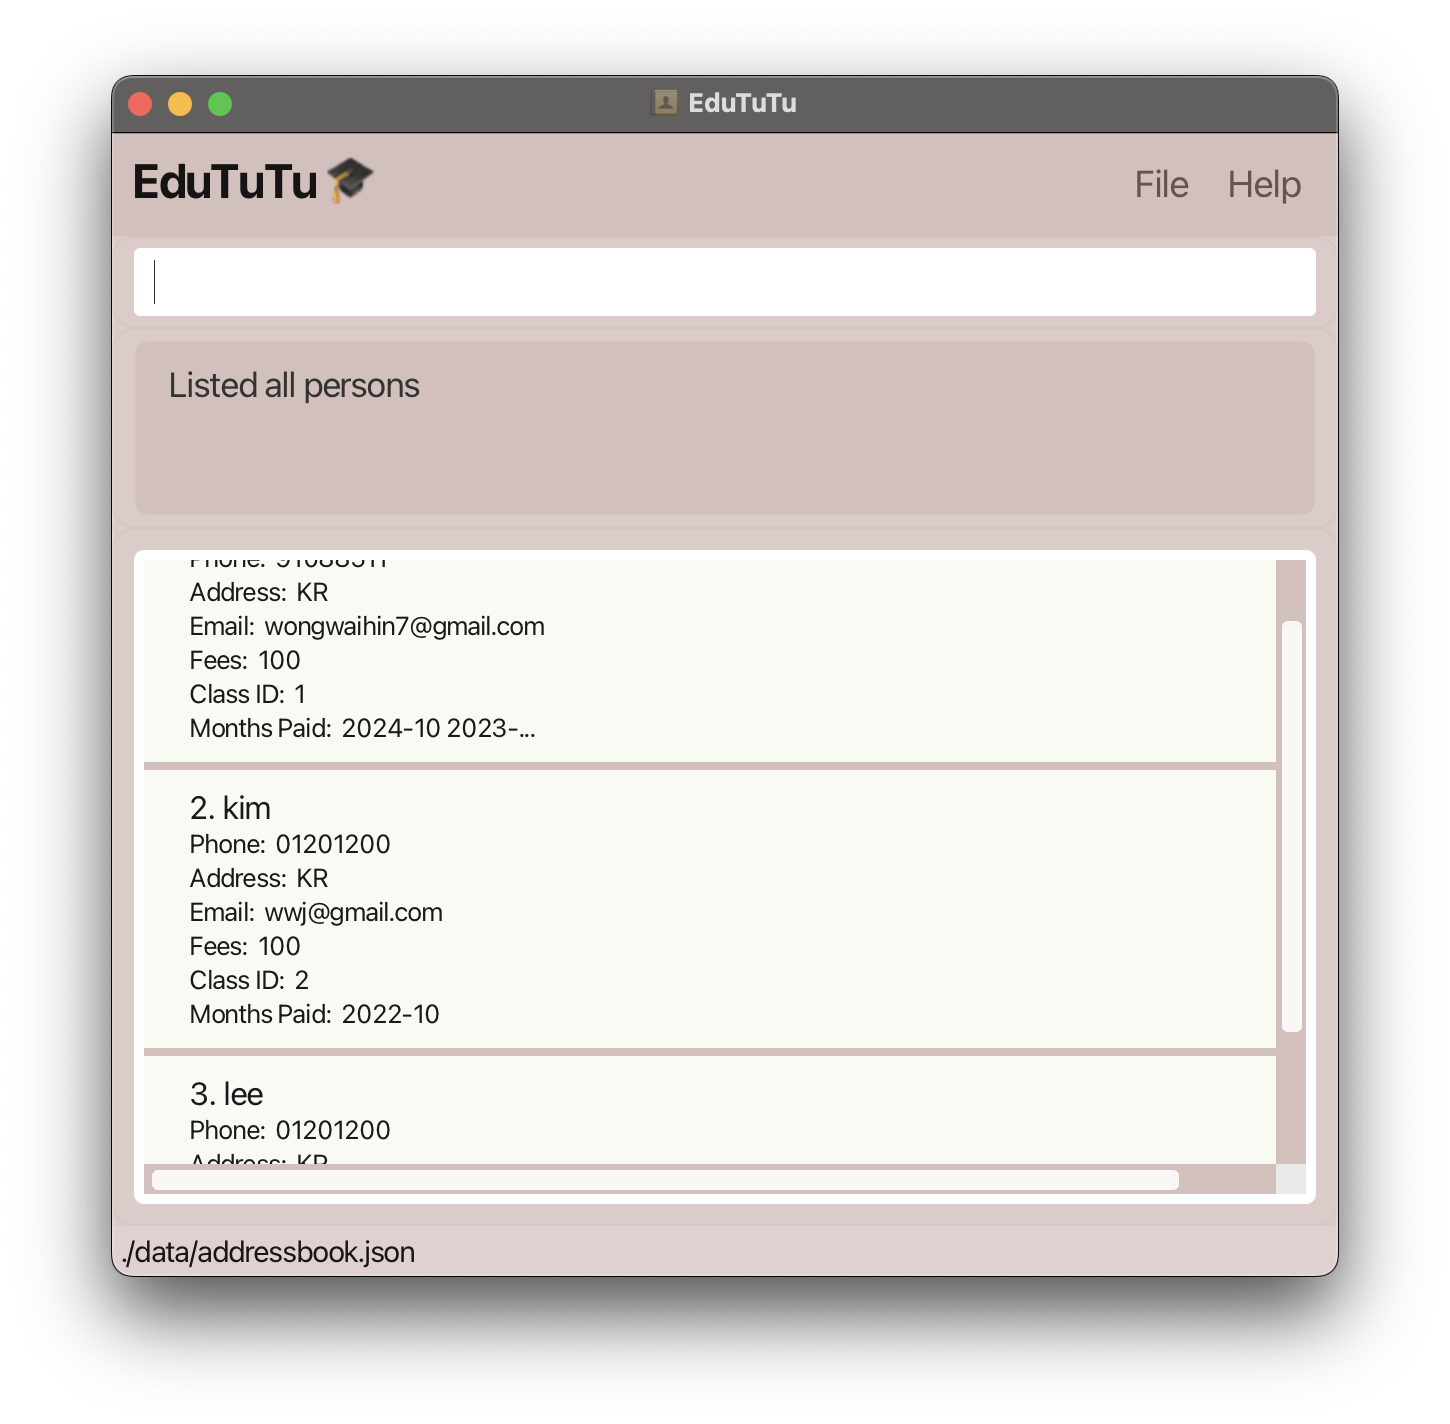 EduTuTu
EduTuTu
File Help
Listed all persons
Phone: 91088511
Address: KR
Email: wongwaihin7@gmail.com
Fees: 100
Class ID: 1
Months Paid: 2024-10 2023-...
2. kim
Phone: 01201200
Address: KR
Email: wwj@gmail.com
Fees: 100
Class ID: 2
Months Paid: 2022-10
3. lee
Phone: 01201200
Address: KR
./data/addressbook.json